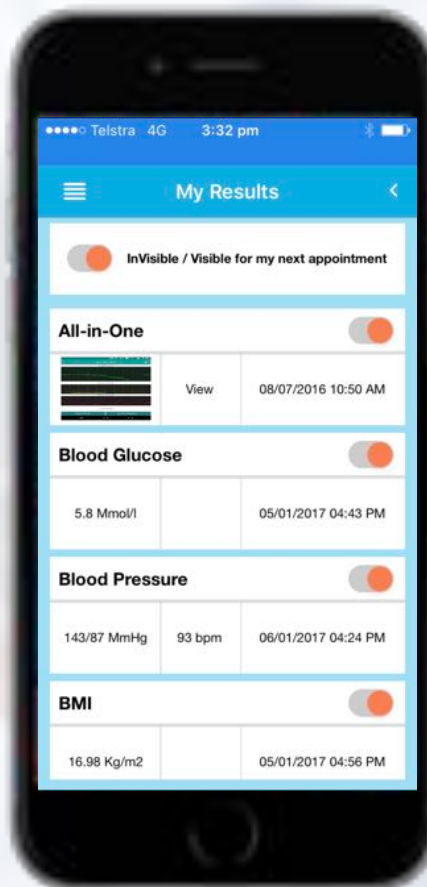 Telstra 4G 3:32 pm
My Results
InVisible / Visible for my next appointment
All-in-One
View 08/07/2016 10:50 AM
Blood Glucose
5.8 Mmol/l 05/01/2017 04:43 PM
Blood Pressure
143/87 MmHg 93 bpm 06/01/2017 04:24 PM
BMI
16.98 Kg/m2 05/01/2017 04:56 PM